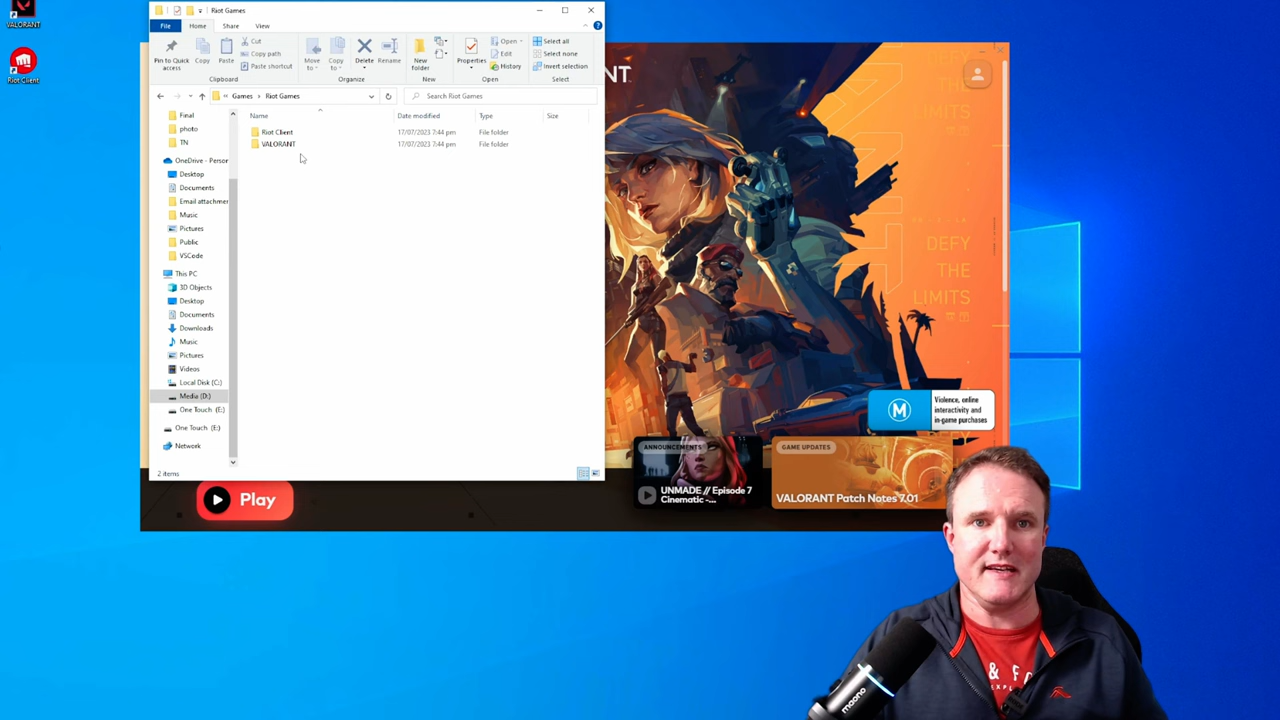 VALORANT
Riot Client
Riot Games
File
Home
Share
View
Pin to Quick
access
Copy
Paste
Cut
Copy path
Paste shortcut
Clipboard
Move
to
Copy
to
Delete
Rename
Organize
New
folder
New
Properties
Open
Edit
History
Open
Select all
Select none
Invert selection
Select
Games > Riot Games
Search Riot Games
Name
Date modified
Type
Size
Riot Client
17/07/2023 7:44 pm
File folder
VALORANT
17/07/2023 7:44 pm
File folder
Final
photo
TN
OneDrive - Person
Desktop
Documents
Email attachmen
Music
Pictures
Public
VSCode
This PC
3D Objects
Desktop
Documents
Downloads
Music
Pictures
Videos
Local Disk (C:)
Media (D:)
One Touch (E:)
One Touch (E:)
Network
2 items
NT
DEFY
THE
LIMITS
M
Violence, online
interactivity and
in-game purchases
ANNOUNCEMENTS
UNMADE // Episode 7
Cinematic -...
GAME UPDATES
VALORANT Patch Notes 7.01
Play
maono